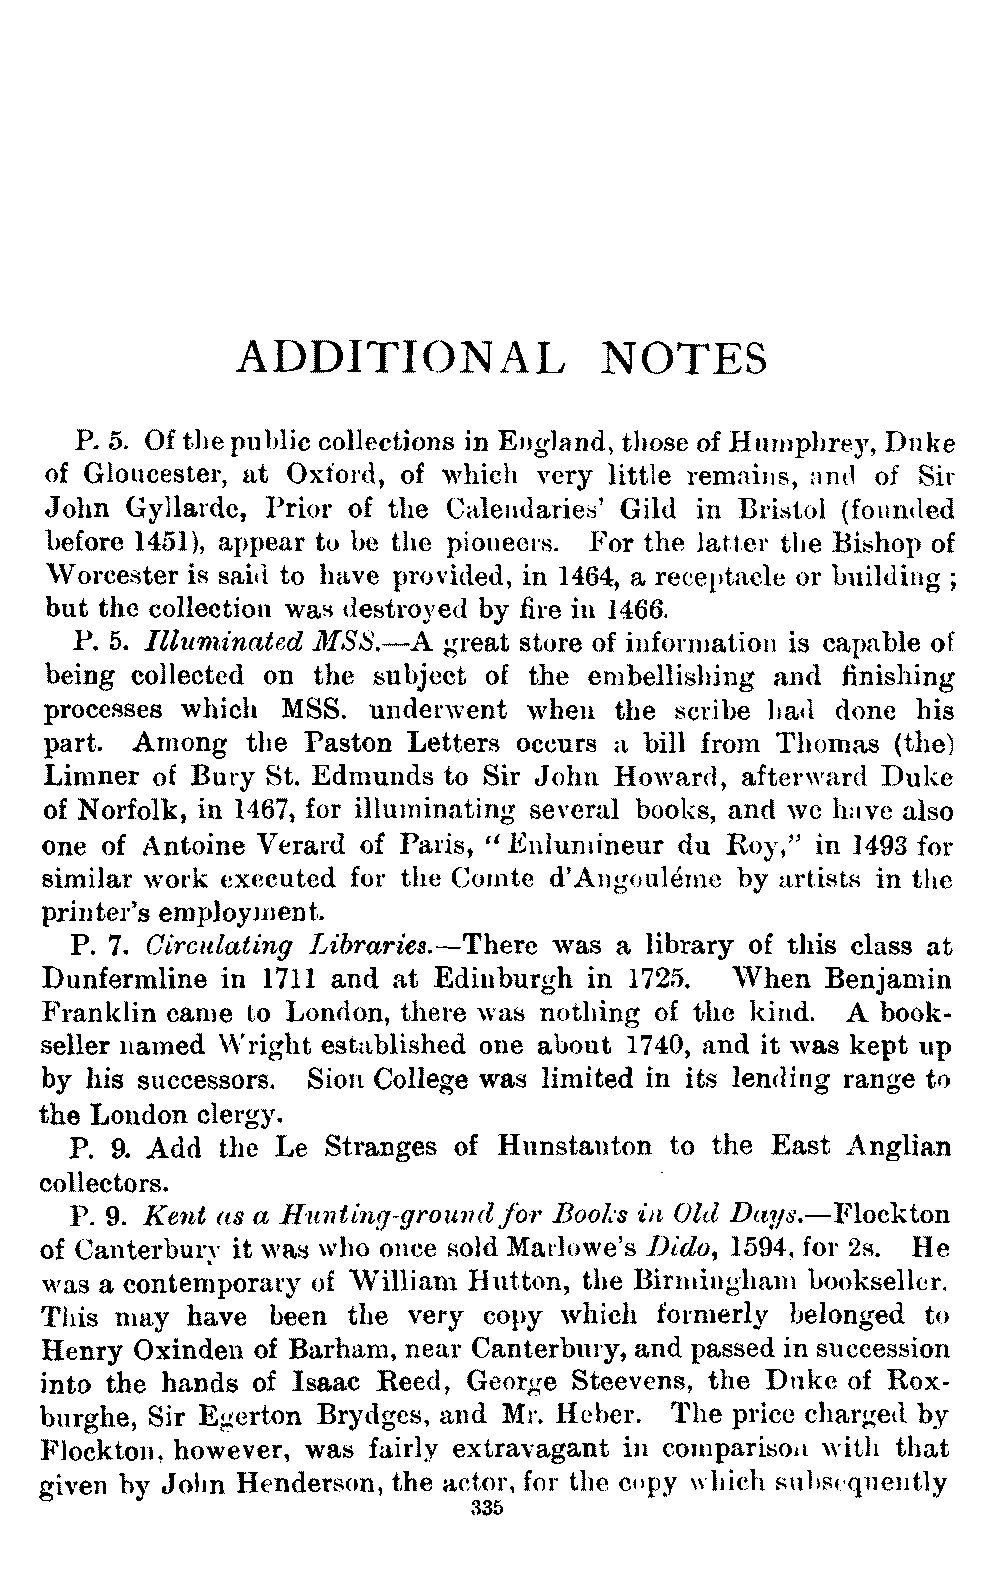 ADDITIONAL NOTES
P. 5. Of the public collections in England, those of Humphrey, Duke
of Gloucester, at Oxford, of which very little remains, and of Sir
John Gyllarde, Prior of the Calendaries' Gild in Bristol (founded
before 1451), appear to be the pioneers. For the latter the Bishop of
Worcester is said to have provided, in 1464, a receptacle or building ;
but the collection was destroyed by fire in 1466.
P. 5. Illuminated MSS.—A great store of information is capable of
being collected on the subject of the embellishing and finishing
processes which MSS. underwent when the scribe had done his
part. Among the Paston Letters occurs a bill from Thomas (the)
Limner of Bury St. Edmunds to Sir John Howard, afterward Duke
of Norfolk, in 1467, for illuminating several books, and we have also
one of Antoine Verard of Paris, "Enlumineur du Roy," in 1493 for
similar work executed for the Comte d'Angouléme by artists in the
printer's employment.
P. 7. Circulating Libraries.—There was a library of this class at
Dunfermline in 1711 and at Edinburgh in 1725. When Benjamin
Franklin came to London, there was nothing of the kind. A book-
seller named Wright established one about 1740, and it was kept up
by his successors. Sion College was limited in its lending range to
the London clergy.
P. 9. Add the Le Stranges of Hunstanton to the East Anglian
collectors.
P. 9. Kent as a Hunting-ground for Books in Old Days.—Flockton
of Canterbury it was who once sold Marlowe's Dido, 1594, for 2s. He
was a contemporary of William Hutton, the Birmingham bookseller.
This may have been the very copy which formerly belonged to
Henry Oxinden of Barham, near Canterbury, and passed in succession
into the hands of Isaac Reed, George Steevens, the Duke of Rox-
burghe, Sir Egerton Brydges, and Mr. Heber. The price charged by
Flockton, however, was fairly extravagant in comparison with that
given by John Henderson, the actor, for the copy which subsequently
335